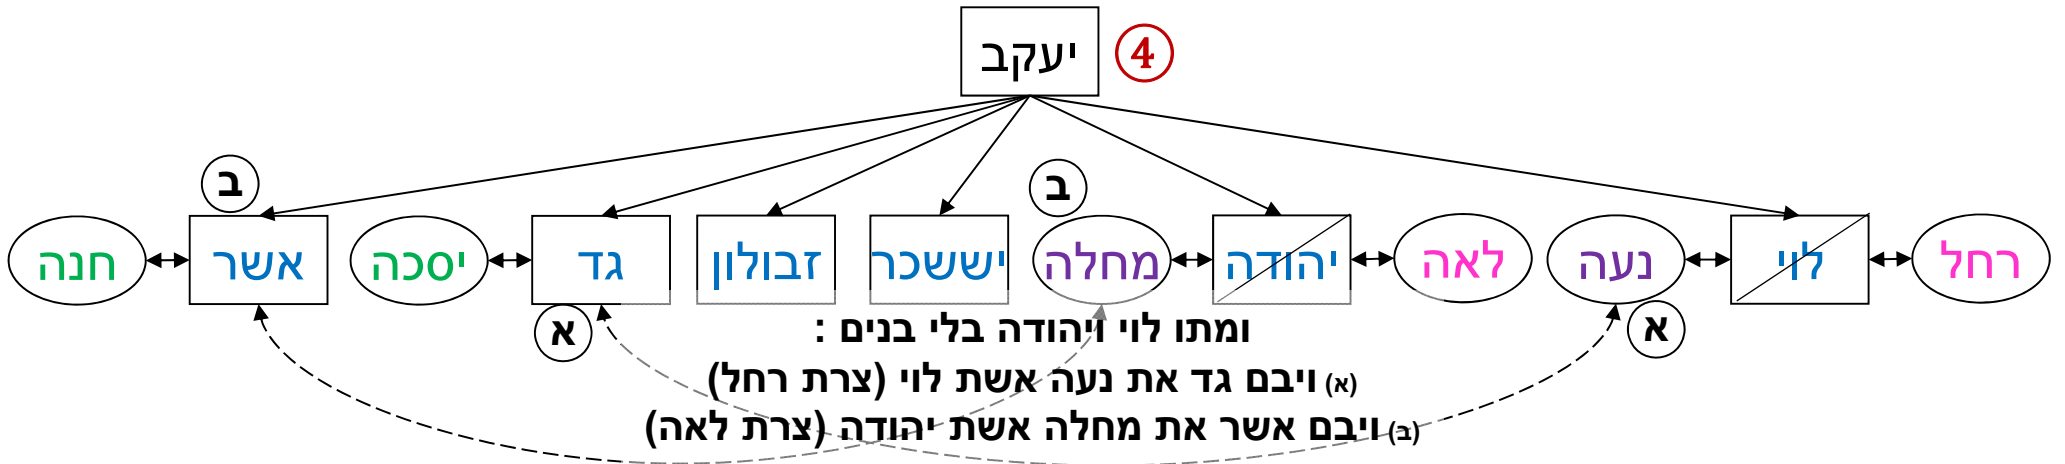 יעקב
4
ב
ב
רחל
לוי
נעה
לאה
יהודה
מחלה
יששכר
זבולון
גד
יסכה
אשר
חנה
א
א
ומתו לוי ויהודה בלי בנים :
(א) ויבם גד את נעה אשת לוי (צרת רחל)
(ב) ויבם אשר את מחלה אשת יהודה (צרת לאה)